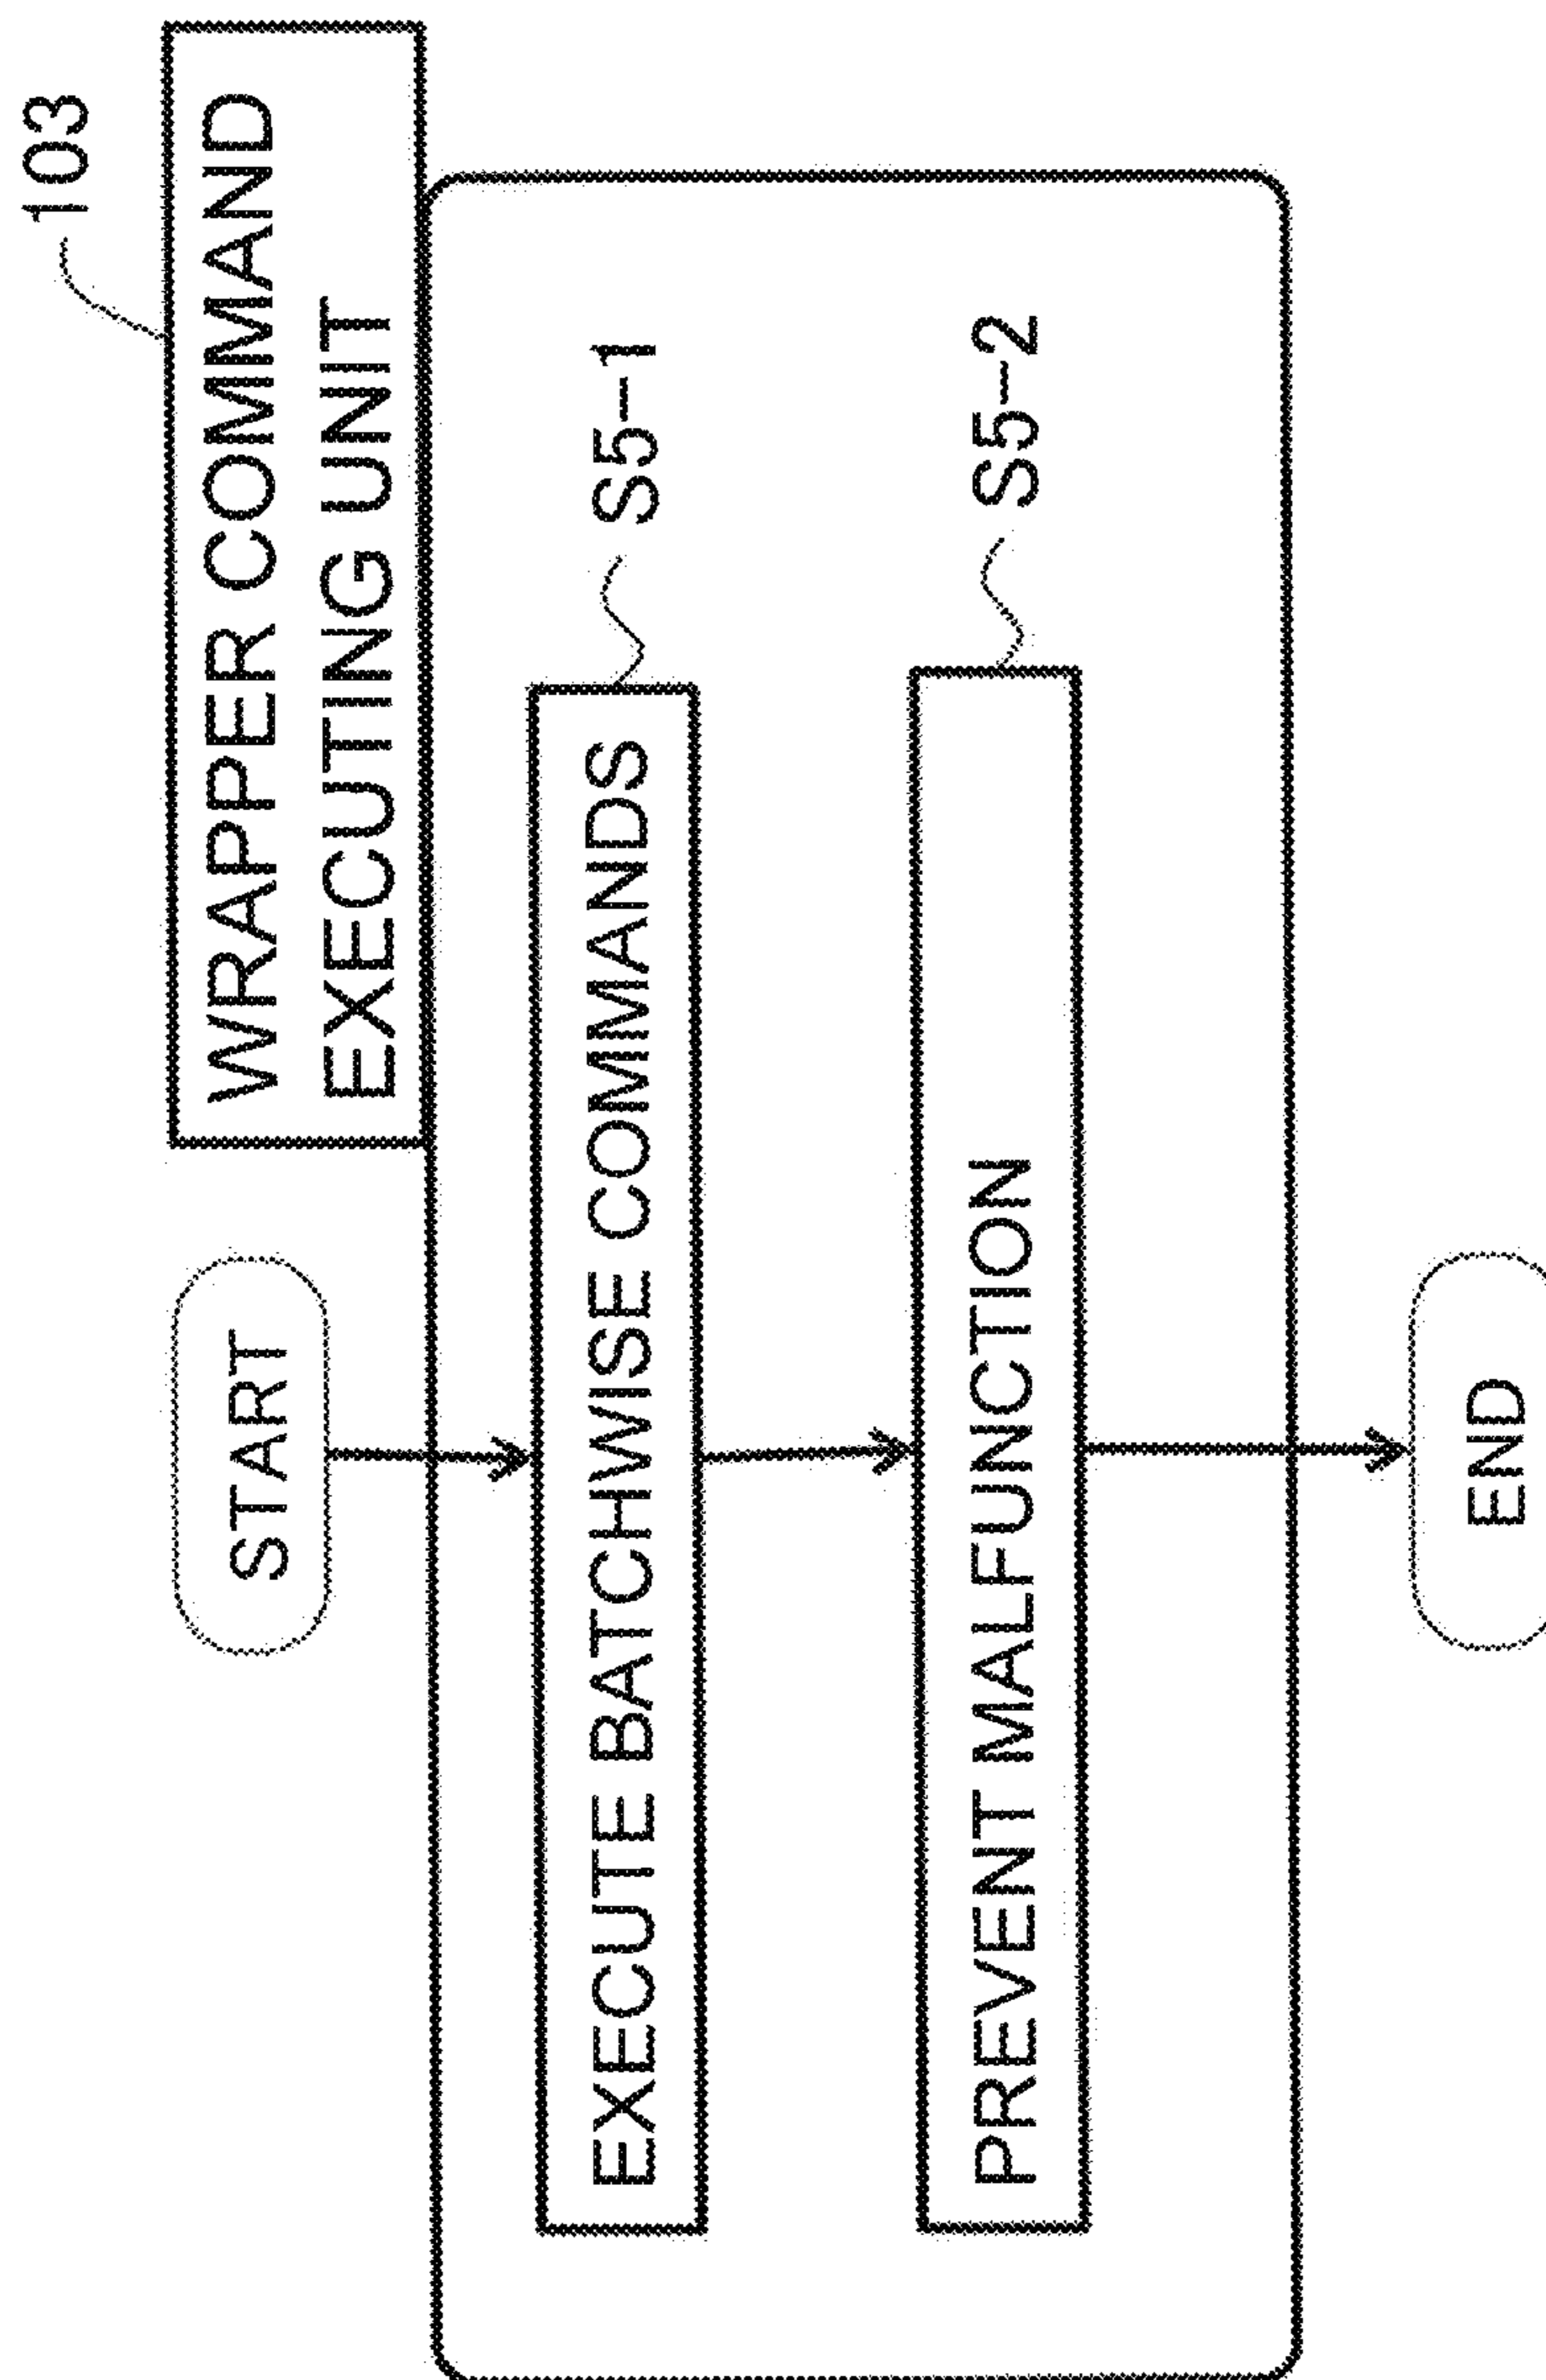 103
WRAPPER COMMAND
EXECUTING UNIT
START
EXECUTE BATCHWISE COMMANDS
S5-1
PREVENT MALFUNCTION
S5-2
END